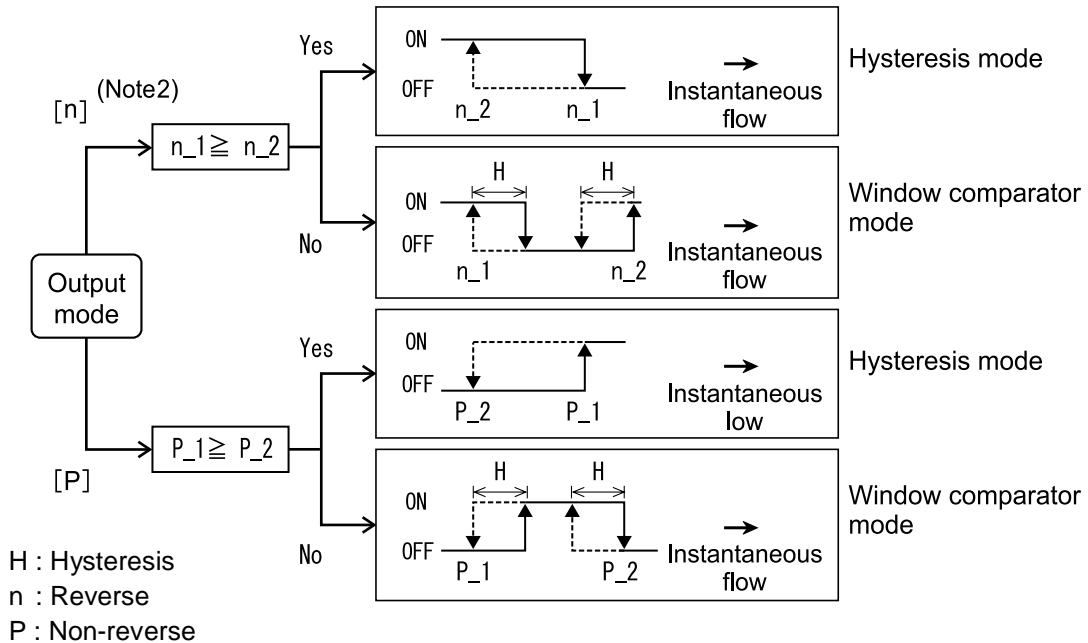 [n]
(Note2)
n_1≧ n_2
Yes
No
Output
mode
ON
OFF
n_2
n_1
Instantaneous
flow
Hysteresis mode
H
H
ON
OFF
n_1
n_2
Instantaneous
flow
Window comparator
mode
[P]
P_1≧ P_2
Yes
No
ON
OFF
P_2
P_1
Instantaneous
low
Hysteresis mode
H
H
ON
OFF
P_1
P_2
Instantaneous
flow
Window comparator
mode
H : Hysteresis
n : Reverse
P : Non-reverse